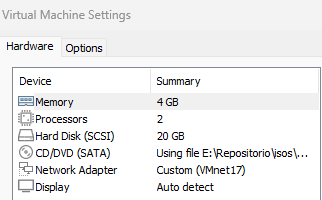 Virtual Machine Settings
Hardware Options
Device Summary
Memory 4 GB
Processors 2
Hard Disk (SCSI) 20 GB
CD/DVD (SATA) Using file E:\Repositorio\isos\...
Network Adapter Custom (VMnet17)
Display Auto detect